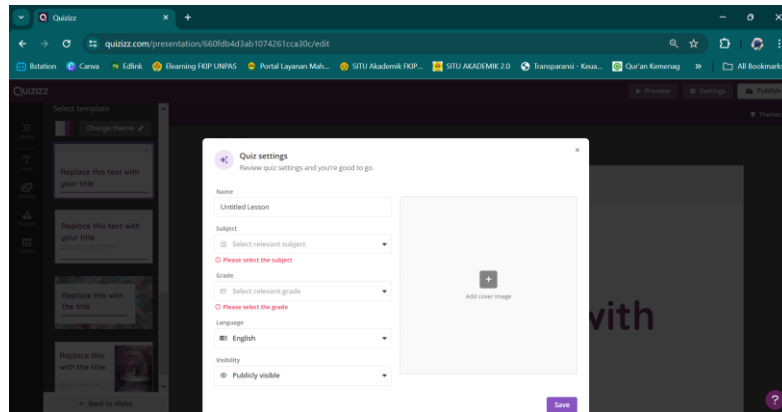 Quizizz
quizizz.com/presentation/660fdb4d3ab1074261cca30c/edit
Bstation
Canva
Edlink
Elearning FKIP UNPAS
Portal Layanan Mah...
SITU Akademik FKIP...
SITU AKADEMIK 2.0
Transparansi - Keua...
Qur'an Kemenag
»
All Bookmarks
Quizizz
Preview
Settings
Publish
Select template
Change theme
Themes
Replace this text with
your title
Replace this text with
your title
Replace this with
the title
Replace this
with the title
Back to slides
Quiz settings
Review quiz settings and you're good to go
Name
Untitled Lesson
Subject
Select relevant subject
Please select the subject
Grade
Select relevant grade
Please select the grade
Language
English
Visibility
Publicly visible
Add cover image
Save
with
?